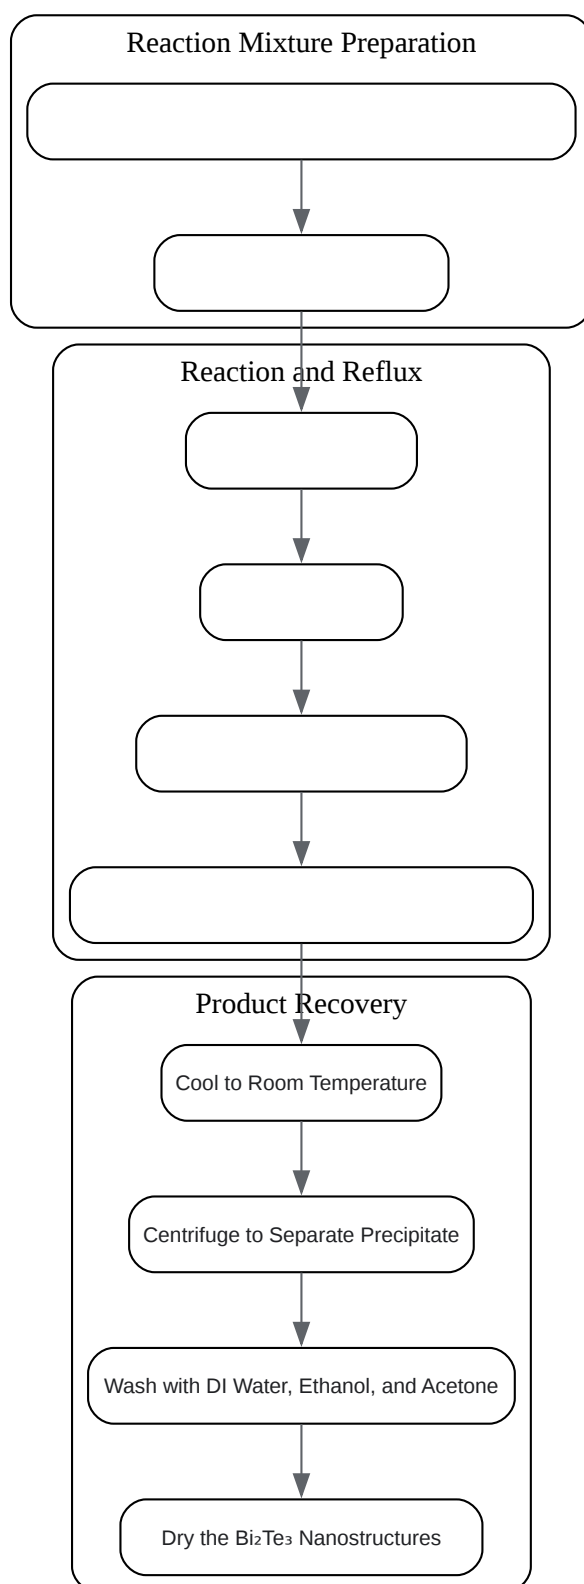 Reaction Mixture Preparation
Reaction and Reflux
Product Recovery
Cool to Room Temperature
Centrifuge to Separate Precipitate
Wash with DI Water, Ethanol, and Acetone
Dry the Bi₂Te₃ Nanostructures